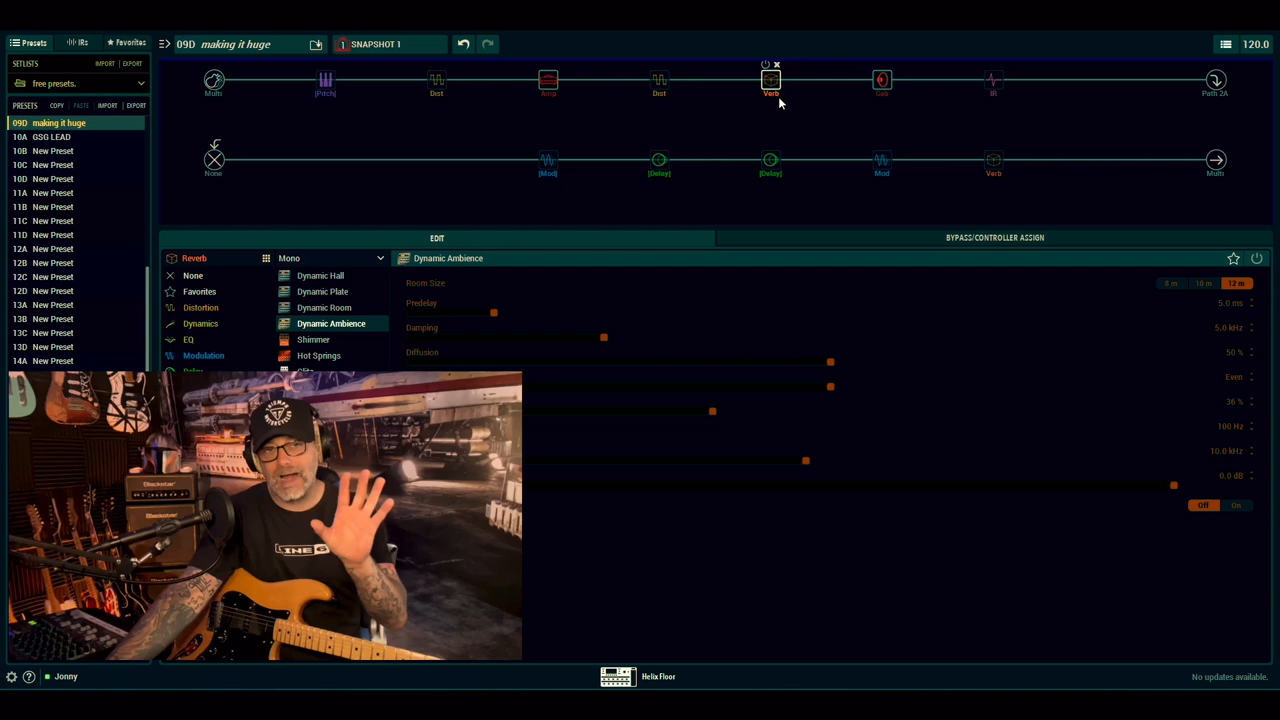 Presets IRs Favorites
09D making it huge
1 SNAPSHOT 1
120.0
SETLISTS IMPORT EXPORT
free presets.
PRESETS COPY PASTE IMPORT EXPORT
09D making it huge
10A GSG LEAD
10B New Preset
10C New Preset
10D New Preset
11A New Preset
11B New Preset
11C New Preset
11D New Preset
12A New Preset
12B New Preset
12C New Preset
12D New Preset
13A New Preset
13B New Preset
13C New Preset
13D New Preset
14A New Preset
Multi [Pitch] Dist Amp Dist Verb Cab IR Path 2A
None [Mod] [Delay] [Delay] Mod Verb Multi
EDIT BYPASS/CONTROLLER ASSIGN
Reverb Mono Dynamic Ambience
None
Favorites
Distortion
Dynamics
EQ
Modulation
Dynamic Hall
Dynamic Plate
Dynamic Room
Dynamic Ambience
Shimmer
Hot Springs
Room Size 8 m 10 m 12 m
Predelay 5.0 ms
Damping 5.0 kHz
Diffusion 50 %
Even
36 %
100 Hz
10.0 kHz
0.0 dB
Off On
Blackstar
Blackstar
LINE 6
Jonny
Helix Floor
No updates available.